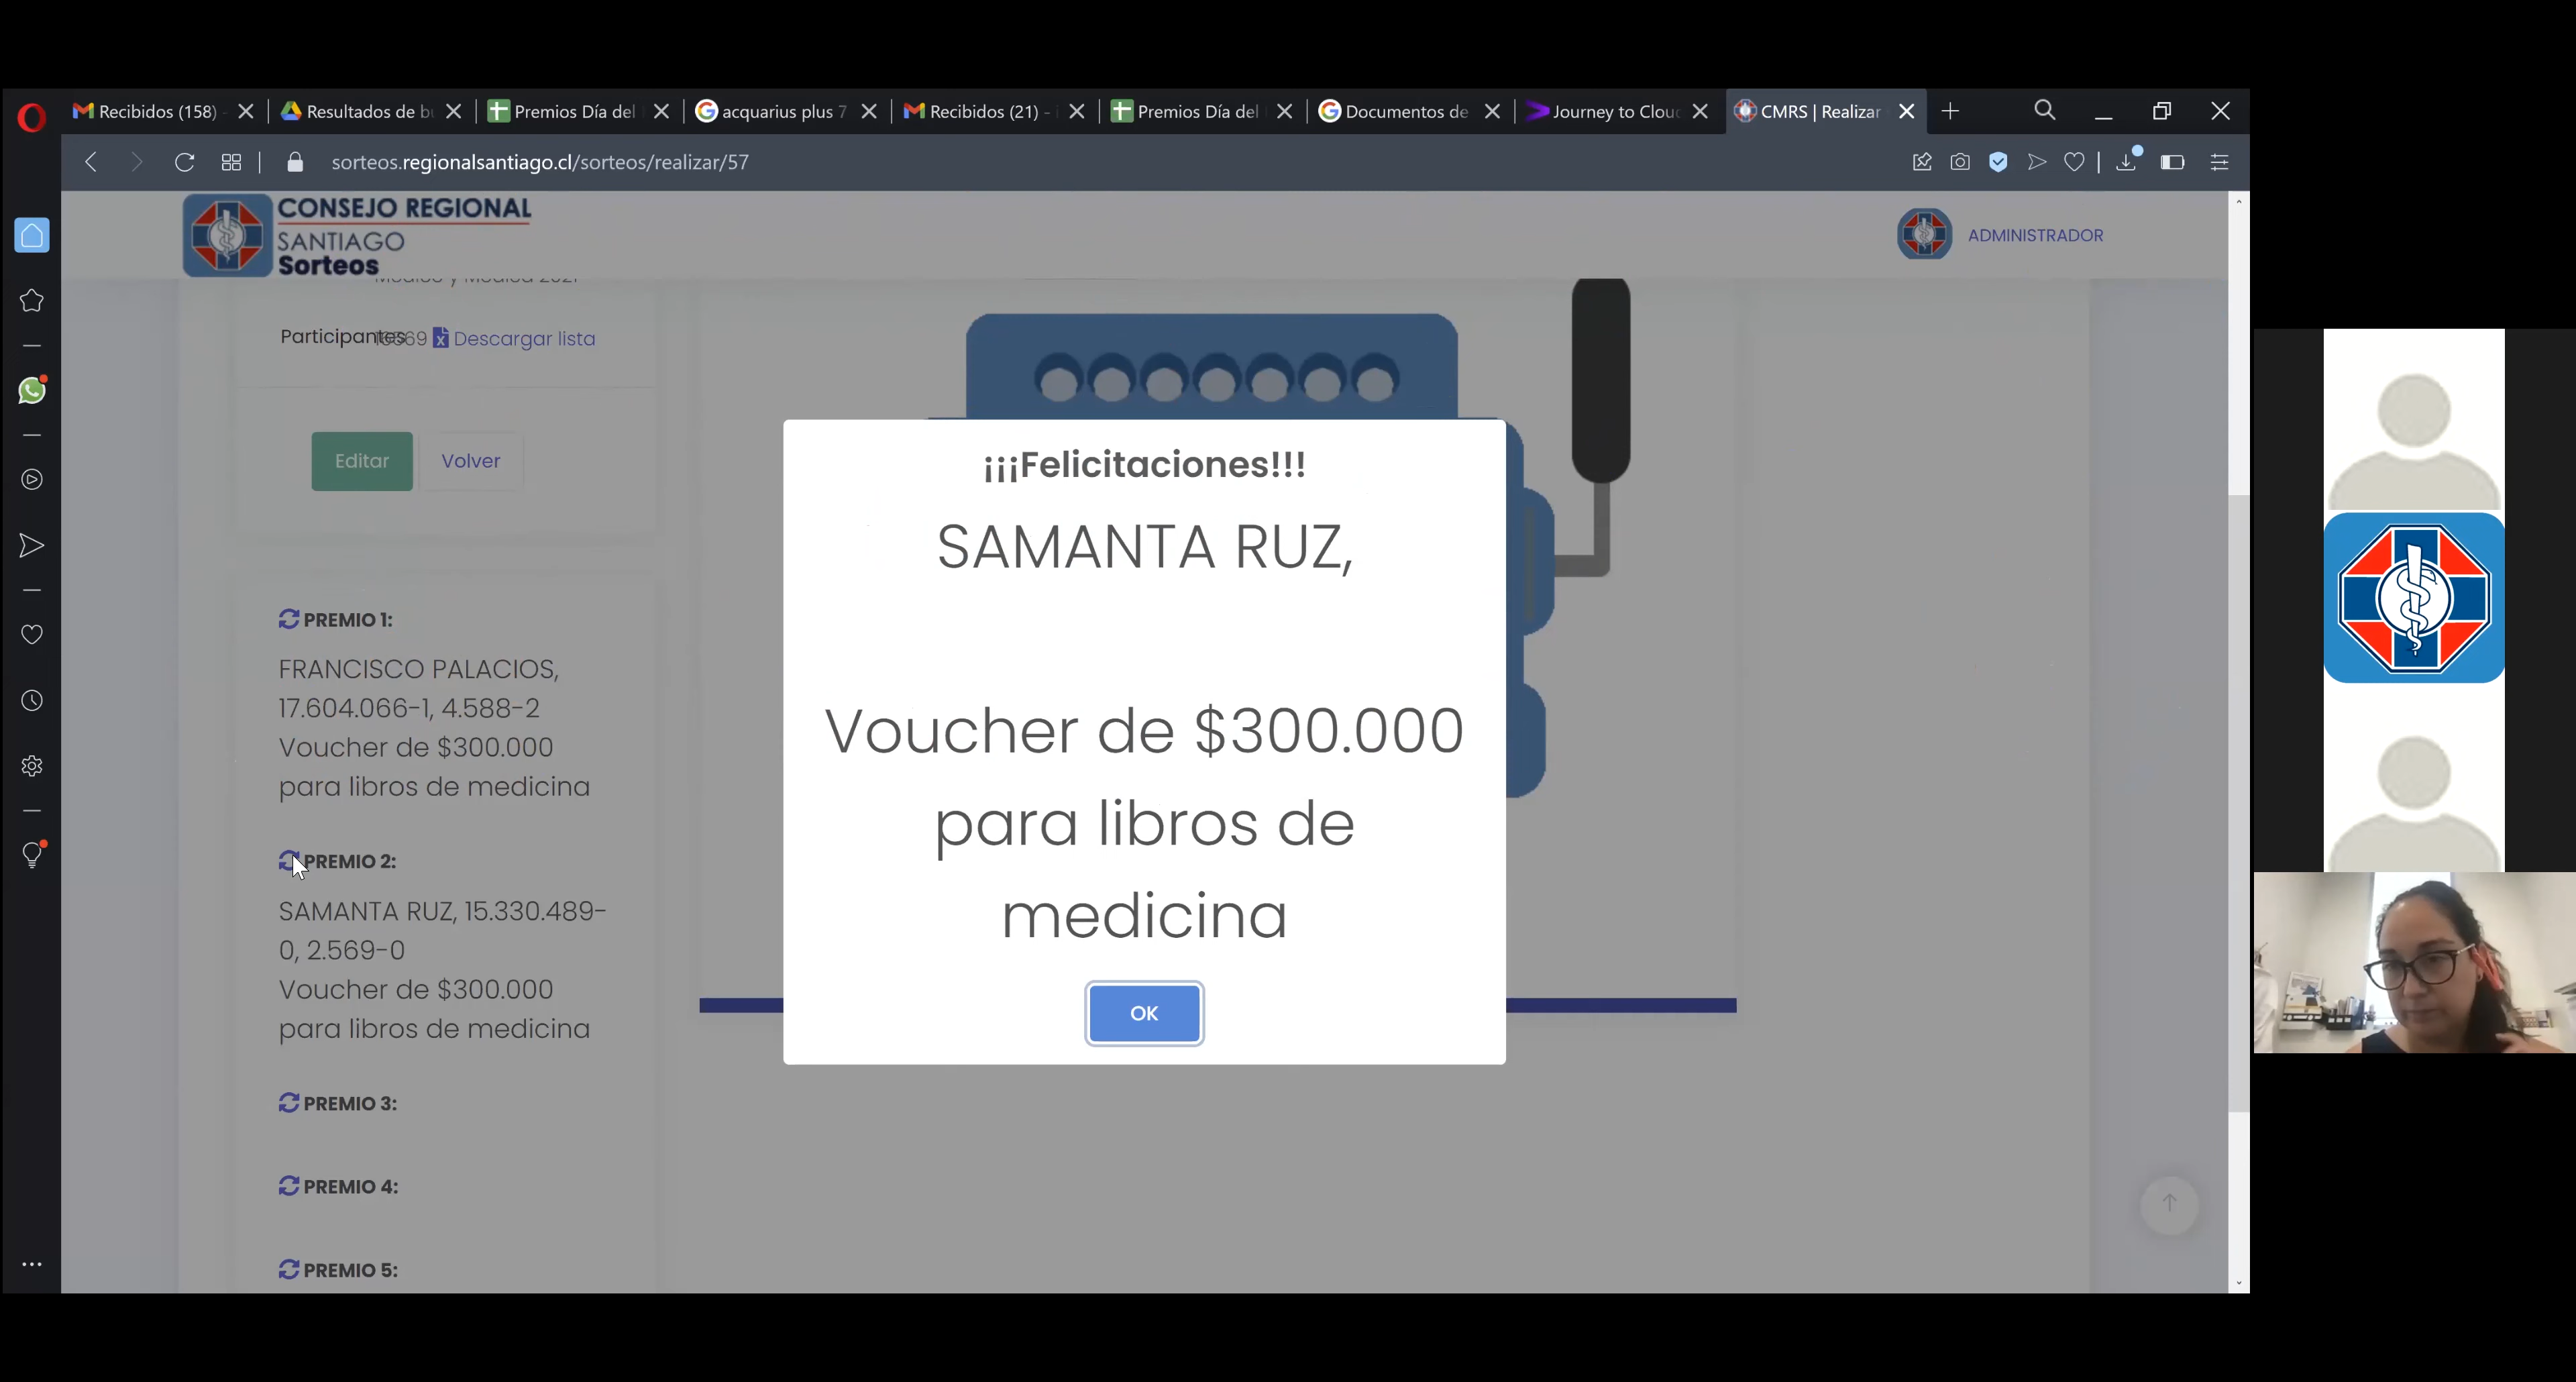 Recibidos (158) -
Resultados de bu
Premios Día del
acquarius plus 7
Recibidos (21) - i
Premios Día del
Documentos de
Journey to Clou
CMRS | Realizar
sorteos.regionalsantiago.cl/sorteos/realizar/57
CONSEJO REGIONAL
SANTIAGO
Sorteos
ADMINISTRADOR
Médico y Médica 2021
Participantes
Descargar lista
Editar
Volver
PREMIO 1:
FRANCISCO PALACIOS,
17.604.066-1, 4.588-2
Voucher de $300.000
para libros de medicina
PREMIO 2:
SAMANTA RUZ, 15.330.489-
0, 2.569-0
Voucher de $300.000
para libros de medicina
PREMIO 3:
PREMIO 4:
PREMIO 5:
¡¡¡Felicitaciones!!!
SAMANTA RUZ,
Voucher de $300.000
para libros de
medicina
OK